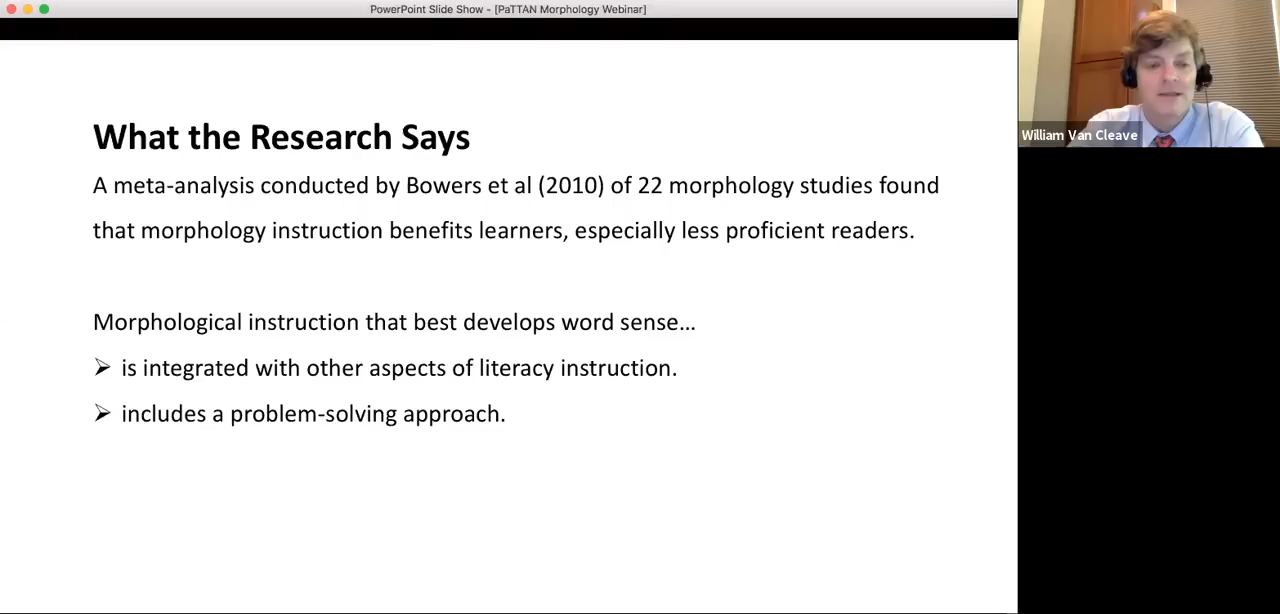 PowerPoint Slide Show - [PaTTAN Morphology Webinar]
William Van Cleave
What the Research Says
A meta-analysis conducted by Bowers et al (2010) of 22 morphology studies found
that morphology instruction benefits learners, especially less proficient readers.
Morphological instruction that best develops word sense…
➢ is integrated with other aspects of literacy instruction.
➢ includes a problem-solving approach.